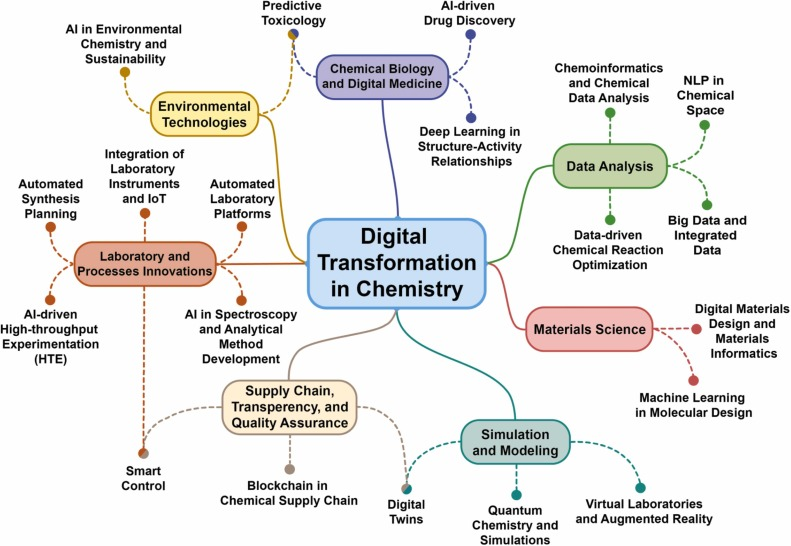 AI in Environmental
Chemistry and
Sustainability
Predictive
Toxicology
AI-driven
Drug Discovery
Chemical Biology
and Digital Medicine
Deep Learning in
Structure-Activity
Relationships
Environmental
Technologies
Chemoinformatics
and Chemical
Data Analysis
NLP in
Chemical
Space
Data Analysis
Data-driven
Chemical Reaction
Optimization
Big Data and
Integrated
Data
Automated
Synthesis
Planning
Integration of
Laboratory
Instruments
and IoT
Automated
Laboratory
Platforms
Laboratory and
Processes Innovations
AI-driven
High-throughput
Experimentation
(HTE)
AI in Spectroscopy
and Analytical
Method
Development
Digital
Transformation
in Chemistry
Materials Science
Digital Materials
Design and
Materials
Informatics
Machine Learning
in Molecular Design
Supply Chain,
Transperency, and
Quality Assurance
Smart
Control
Blockchain in
Chemical Supply Chain
Digital
Twins
Simulation
and Modeling
Quantum
Chemistry and
Simulations
Virtual Laboratories
and Augmented Reality